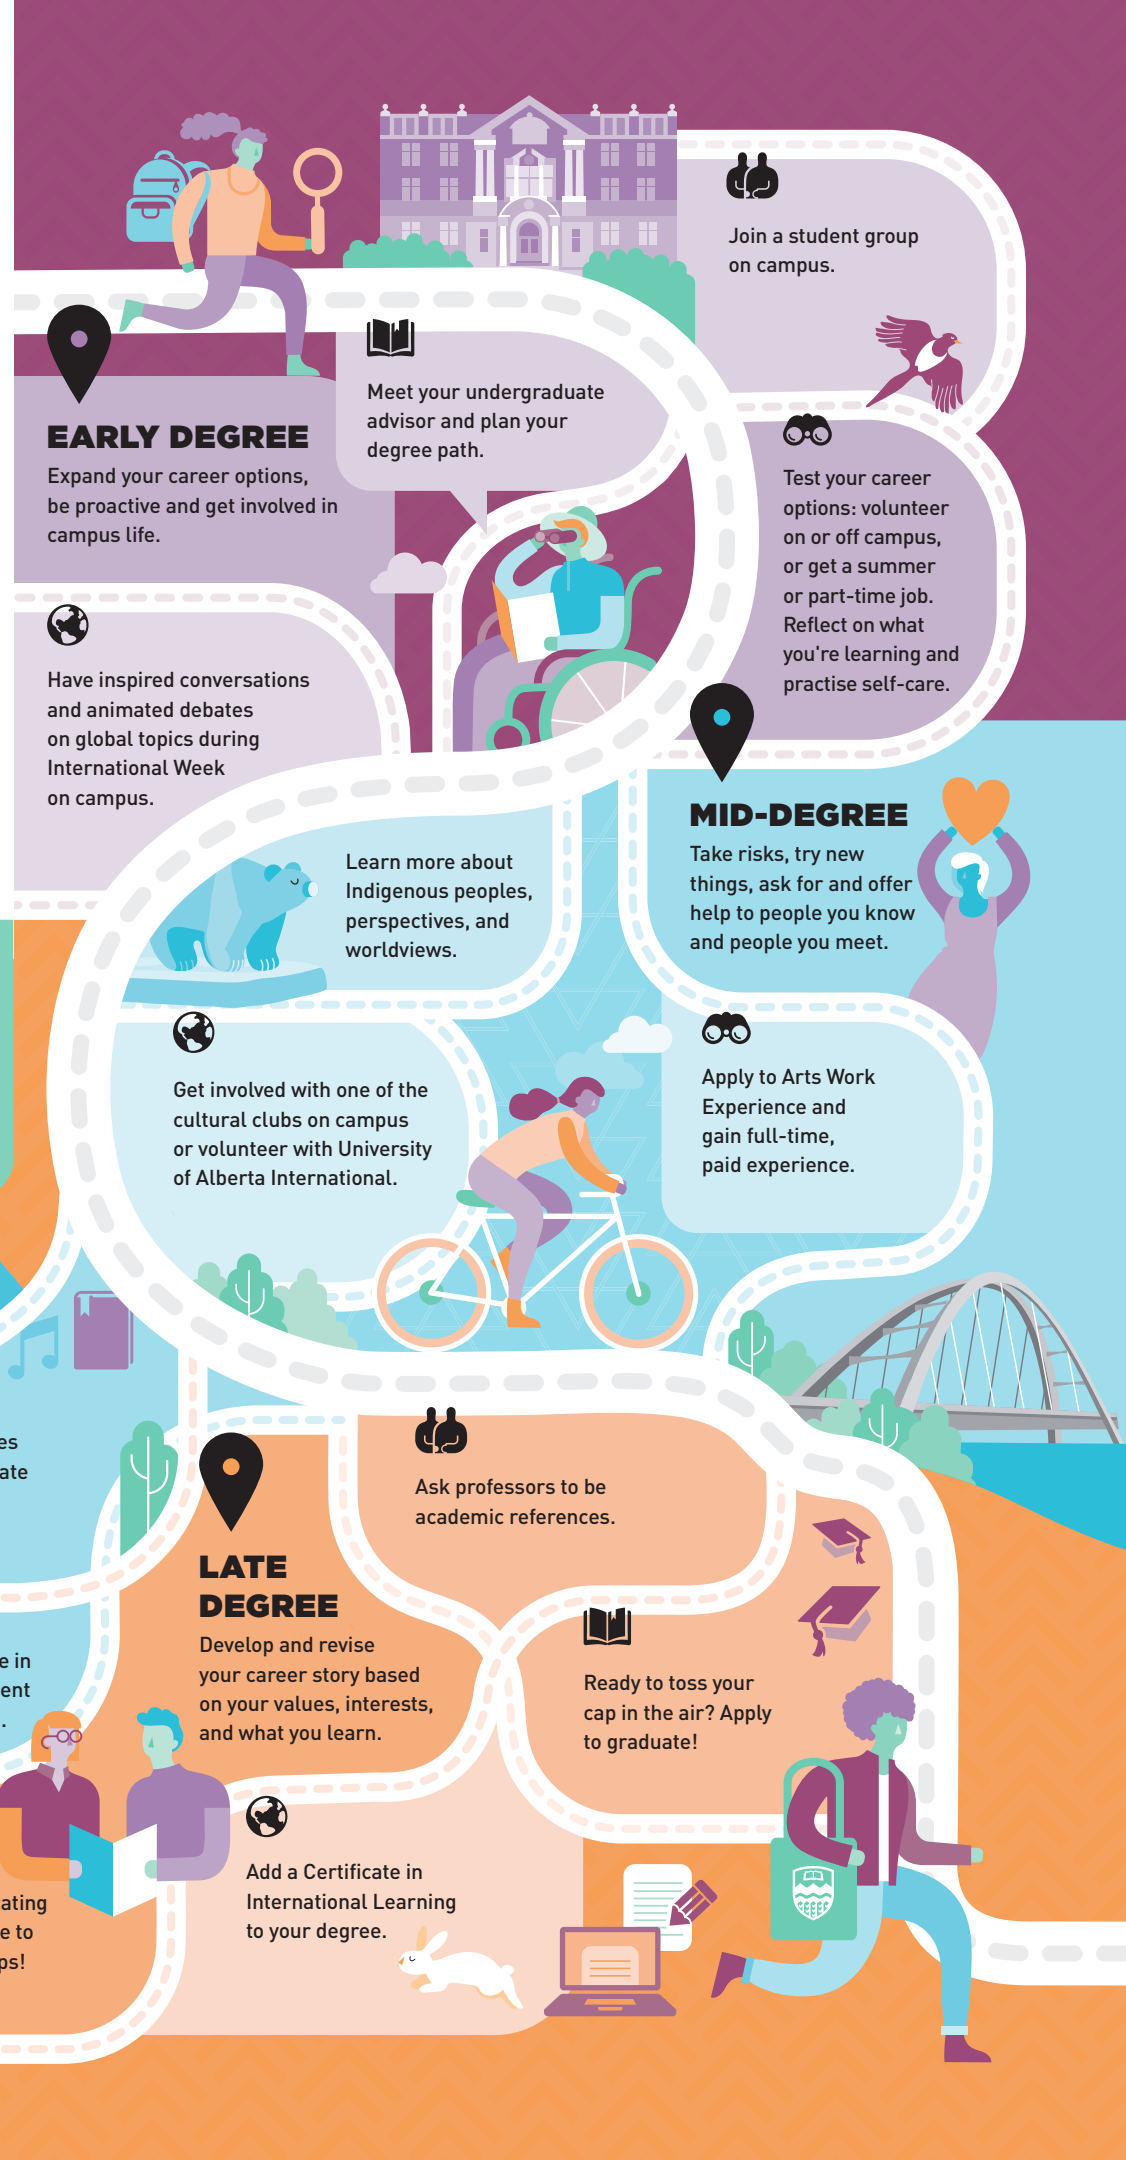 Join a student group
on campus.
Meet your undergraduate
advisor and plan your
degree path.
EARLY DEGREE
Expand your career options,
be proactive and get involved in
campus life.
Test your career
options: volunteer
on or off campus,
or get a summer
or part-time job.
Reflect on what
you're learning and
practise self-care.
Have inspired conversations
and animated debates
on global topics during
International Week
on campus.
MID-DEGREE
Take risks, try new
things, ask for and offer
help to people you know
and people you meet.
Learn more about
Indigenous peoples,
perspectives, and
worldviews.
Get involved with one of the
cultural clubs on campus
or volunteer with University
of Alberta International.
Apply to Arts Work
Experience and
gain full-time,
paid experience.
es
ate
Ask professors to be
academic references.
LATE
DEGREE
Develop and revise
your career story based
on your values, interests,
and what you learn.
e in
ent
.
Ready to toss your
cap in the air? Apply
to graduate!
Add a Certificate in
International Learning
to your degree.
ating
e to
ps!